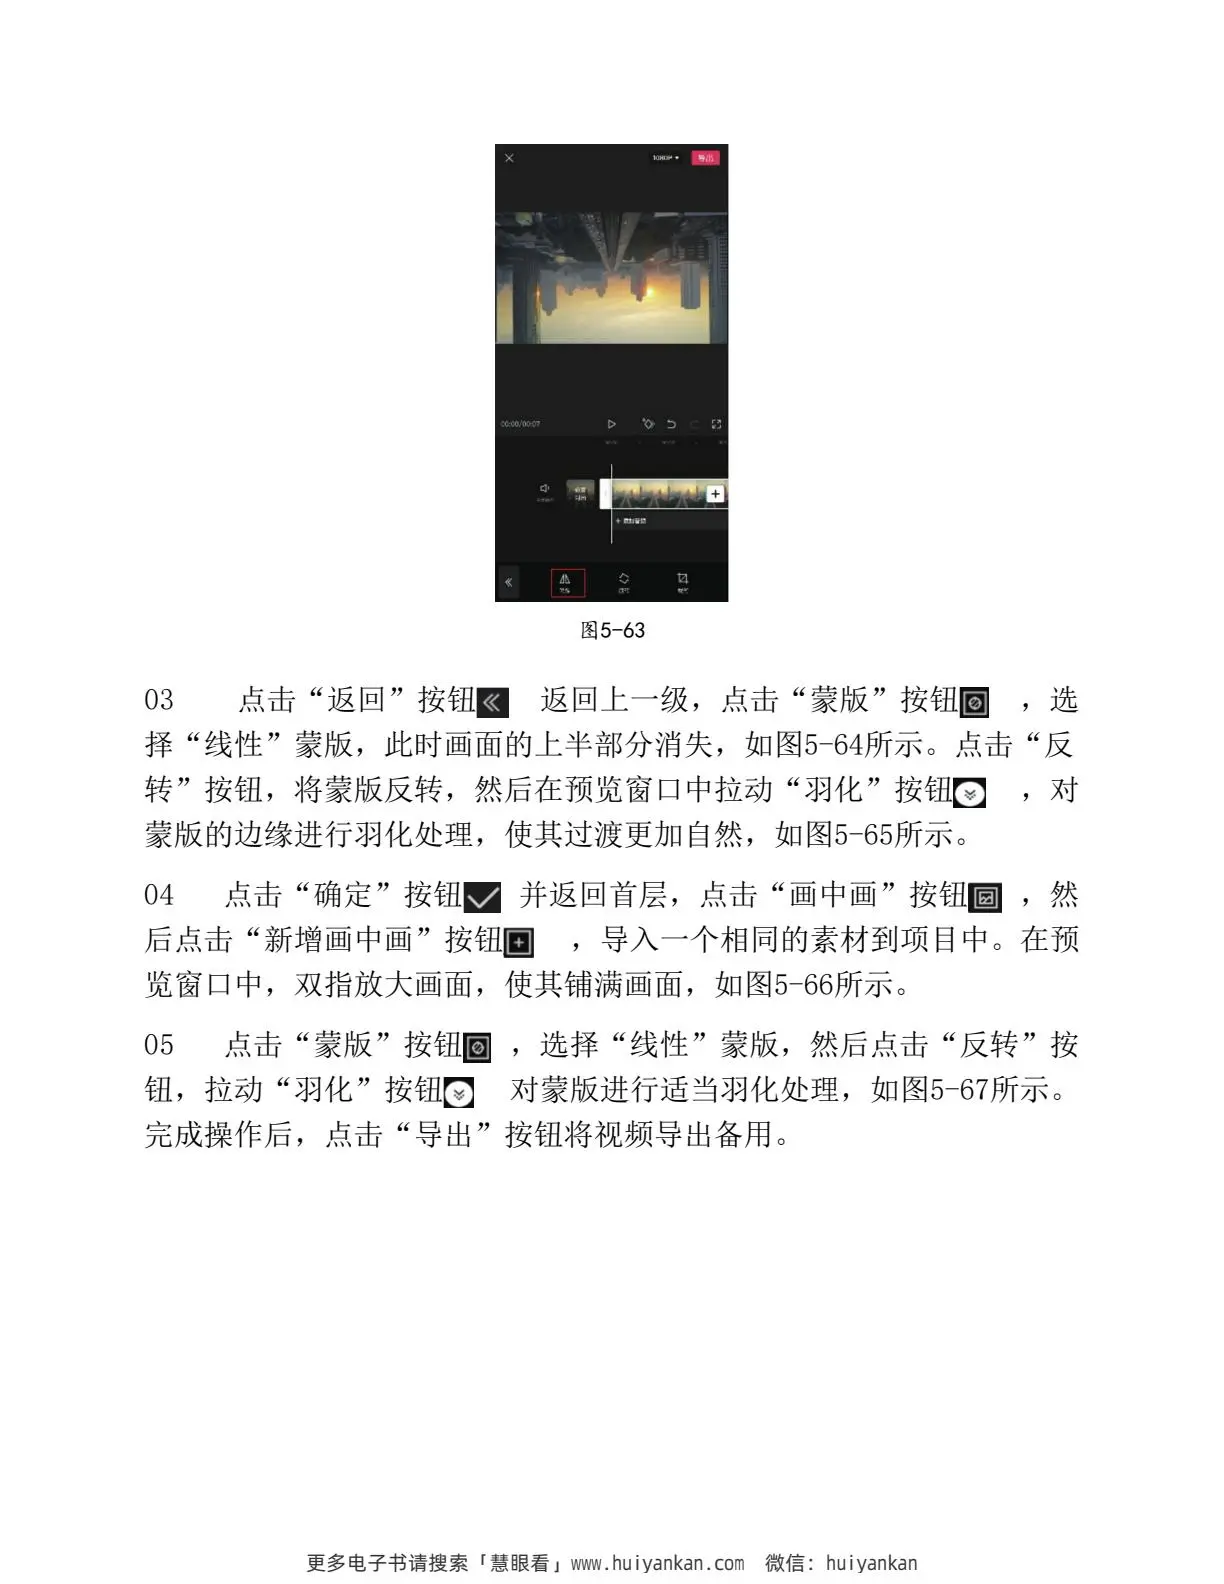 1080P
导出
00:00/00:07
图5-63
03 点击“返回”按钮 返回上一级，点击“蒙版”按钮 ，选
择“线性”蒙版，此时画面的上半部分消失，如图5-64所示。点击“反
转”按钮，将蒙版反转，然后在预览窗口中拉动“羽化”按钮 ，对
蒙版的边缘进行羽化处理，使其过渡更加自然，如图5-65所示。
04 点击“确定”按钮 并返回首层，点击“画中画”按钮 ，然
后点击“新增画中画”按钮 ，导入一个相同的素材到项目中。在预
览窗口中，双指放大画面，使其铺满画面，如图5-66所示。
05 点击“蒙版”按钮 ，选择“线性”蒙版，然后点击“反转”按
钮，拉动“羽化”按钮 对蒙版进行适当羽化处理，如图5-67所示。
完成操作后，点击“导出”按钮将视频导出备用。
更多电子书请搜索「慧眼看」www.huiyankan.com 微信：huiyankan